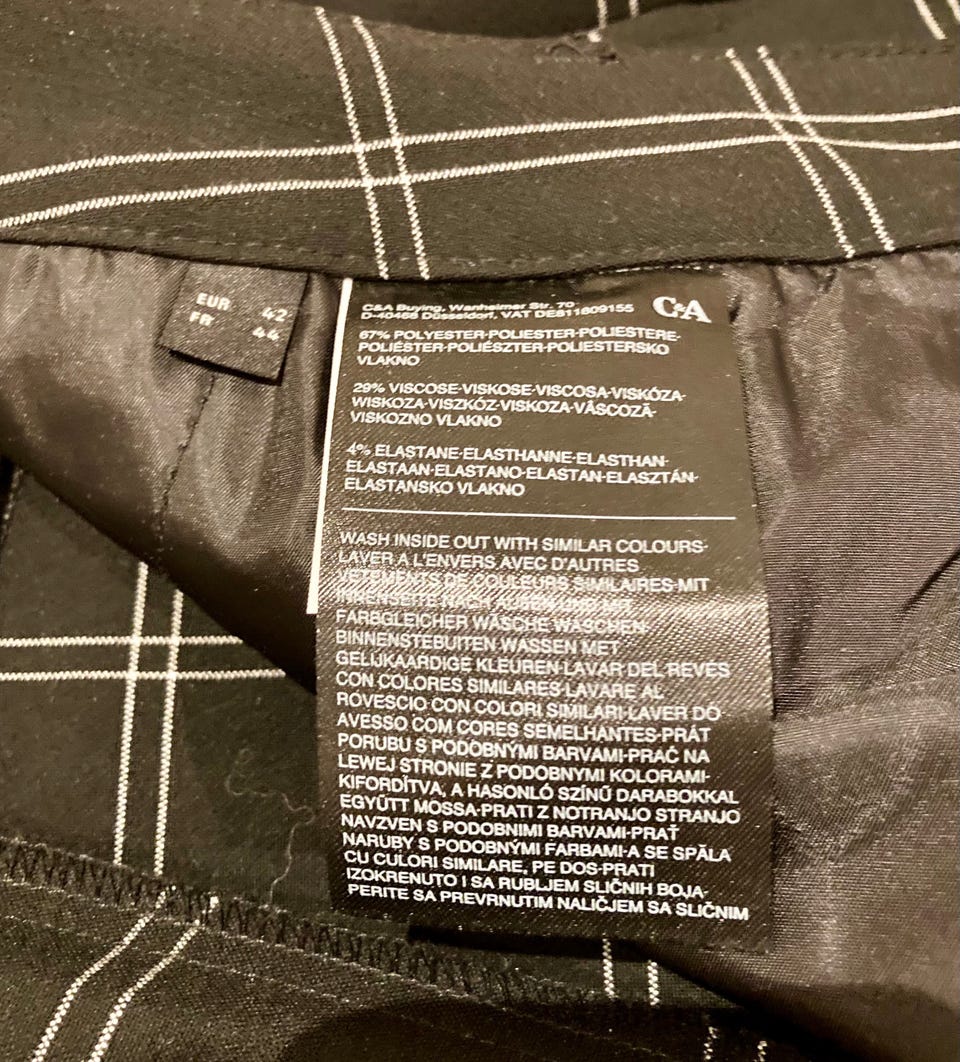 EUR 42
FR 44
C&A
C&A Buying, Wanheimer Str. 70
D-40468 Düsseldorf, VAT DE811809155
67% POLYESTER-POLIESTER-POLIESTERE-
POLIÉSTER-POLIÉSZTER-POLIESTERSKO
VLAKNO
29% VISCOSE-VISKOSE-VISCOSA-VISKÓZA-
WISKOZA-VISZKÓZ-VISKOZA-VÂSCOZĂ-
VISKOZNO VLAKNO
4% ELASTANE-ELASTHANNE-ELASTHAN-
ELASTAAN-ELASTANO-ELASTAN-ELASZTÁN-
ELASTANSKO VLAKNO
WASH INSIDE OUT WITH SIMILAR COLOURS-
LAVER A L'ENVERS AVEC D'AUTRES
VETEMENTS DE COULEURS SIMILAIRES-MIT
INNENSEITE NACH AUSSEN UND MIT
FARBGLEICHER WÄSCHE WASCHEN-
BINNENSTEBUITEN WASSEN MET
GELIJKAARDIGE KLEUREN-LAVAR DEL REVÉS
CON COLORES SIMILARES-LAVARE AL
ROVESCIO CON COLORI SIMILARI-LAVER DO
AVESSO COM CORES SEMELHANTES-PRÁT
PORUBU S PODOBNÝMI BARVAMI-PRAĆ NA
LEWEJ STRONIE Z PODOBNYMI KOLORAMI-
KIFORDÍTVA, A HASONLÓ SZÍNŰ DARABOKKAL
EGYÜTT MOSSA-PRATI Z NOTRANJO STRANJO
NAVZVEN S PODOBNIMI BARVAMI-PRAŤ
NARUBY S PODOBNÝMI FARBAMI-A SE SPĂLA
CU CULORI SIMILARE, PE DOS-PRATI
IZOKRENUTO I SA RUBLJEM SLIČNIH BOJA-
PERITE SA PREVRNUTIM NALIČJEM SA SLIČNIM